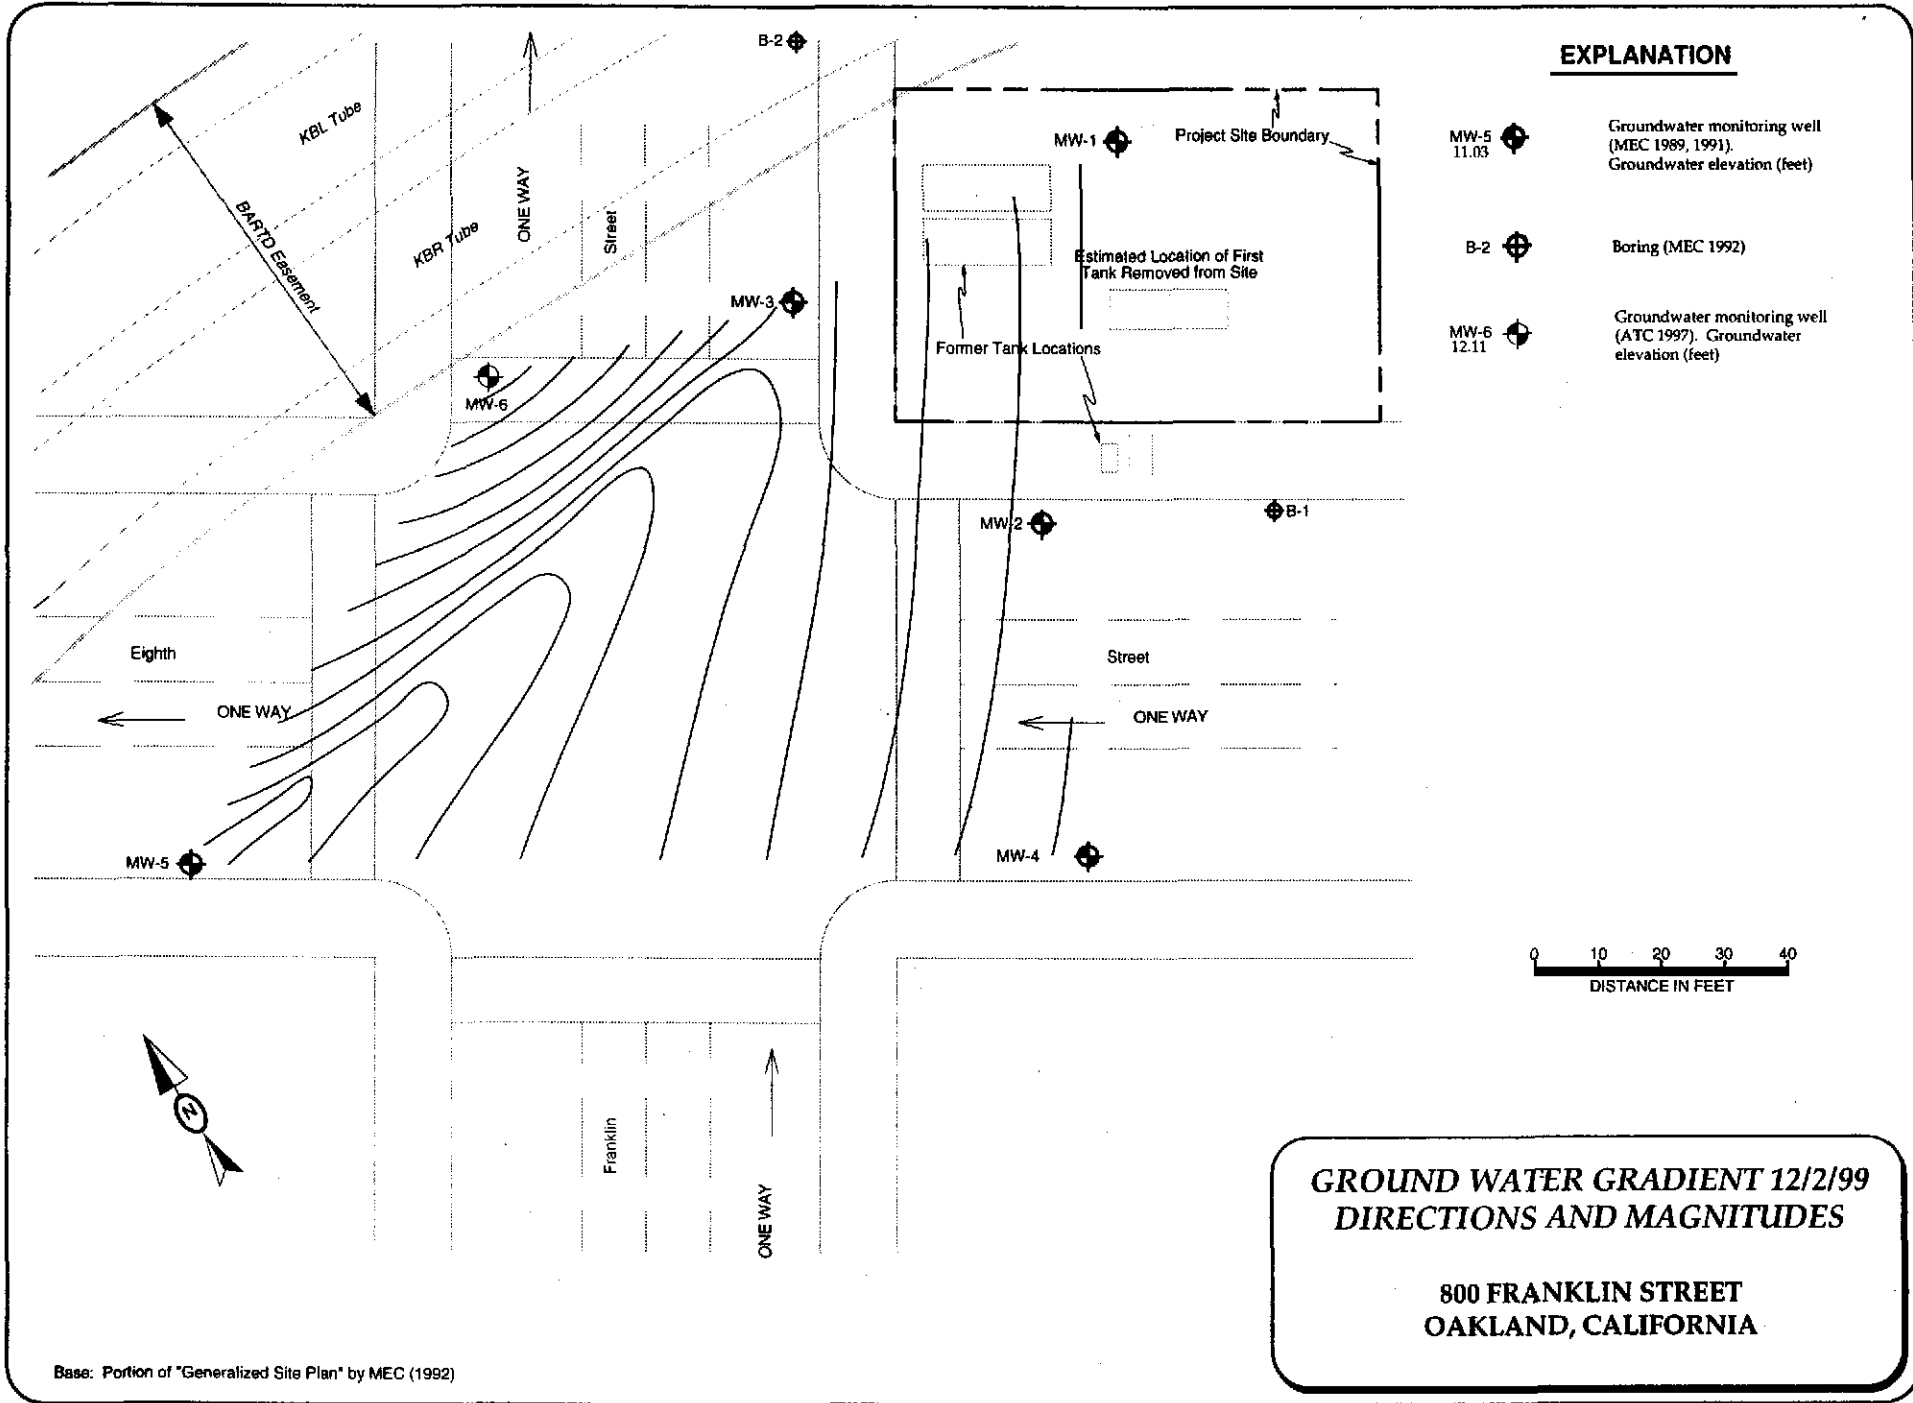 B-2
EXPLANATION
KBL Tube
MW-1
Project Site Boundary
MW-5
11.03
Groundwater monitoring well
(MEC 1989, 1991).
Groundwater elevation (feet)
ONE WAY
Street
BARTD Easement
KBR Tube
B-2
Boring (MEC 1992)
Estimated Location of First
Tank Removed from Site
MW-3
MW-6
12.11
Groundwater monitoring well
(ATC 1997). Groundwater
elevation (feet)
Former Tank Locations
MW-6
MW-2
B-1
Eighth
Street
ONE WAY
ONE WAY
MW-5
MW-4
0 10 20 30 40
DISTANCE IN FEET
N
Franklin
ONE WAY
GROUND WATER GRADIENT 12/2/99
DIRECTIONS AND MAGNITUDES
800 FRANKLIN STREET
OAKLAND, CALIFORNIA
Base: Portion of "Generalized Site Plan" by MEC (1992)